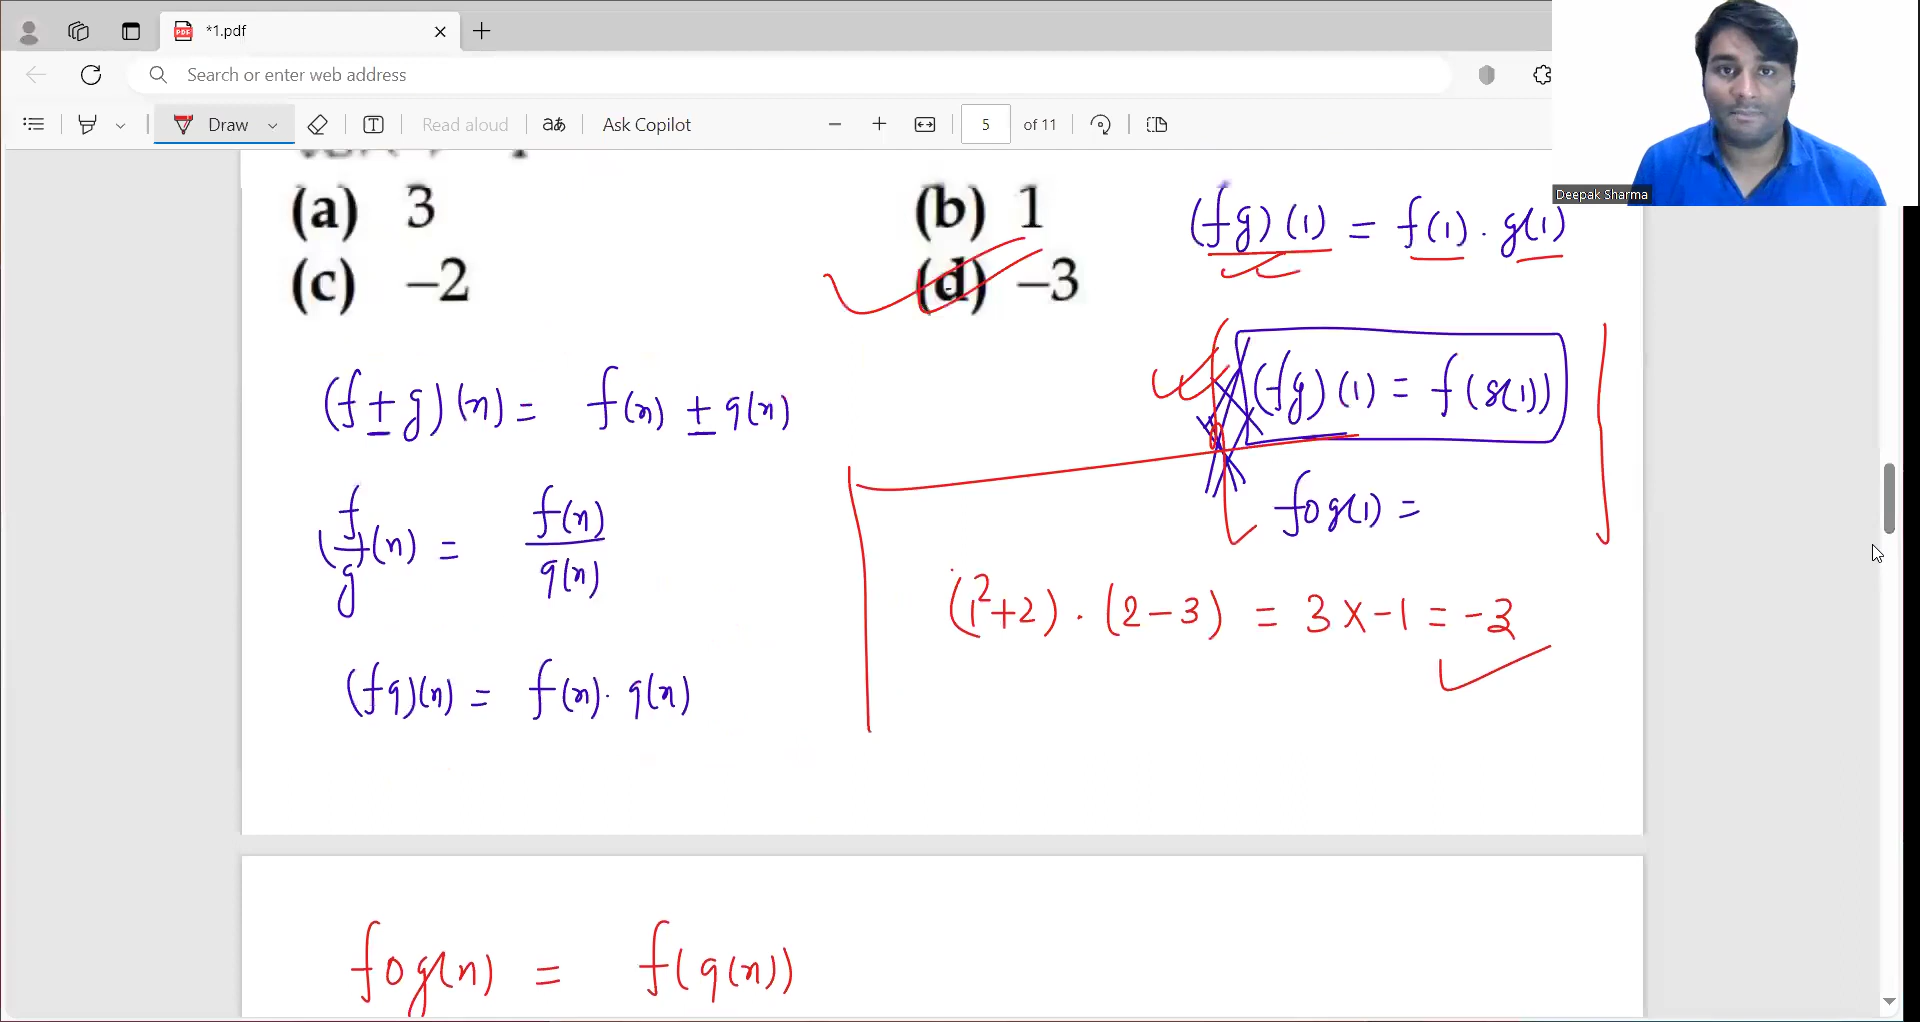 *1.pdf
Search or enter web address
Draw
Read aloud
aあ
Ask Copilot
5 of 11
Deepak Sharma
(a) 3 (b) 1
(c) –2 (d) –3
(fg)(1) = f(1) · g(1)
(fg)(1) = f(g(1))
(f ± g)(n) = f(n) ± g(n)
fog(1) =
(f/g)(n) = f(n)/g(n)
(1²+2) · (2−3) = 3 × −1 = −3
(fg)(n) = f(n) · g(n)
fog(n) = f(g(n))